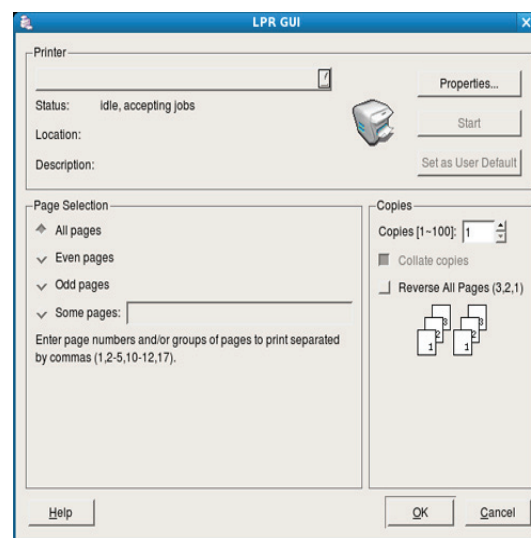 LPR GUI
Printer
Properties...
Status: idle, accepting jobs
Start
Location:
Set as User Default
Description:
Page Selection
All pages
Even pages
Odd pages
Some pages:
Enter page numbers and/or groups of pages to print separated
by commas (1,2-5,10-12,17).
Copies
Copies [1~100]: 1
Collate copies
Reverse All Pages (3,2,1)
3 3
2 2
1 1
Help
OK
Cancel